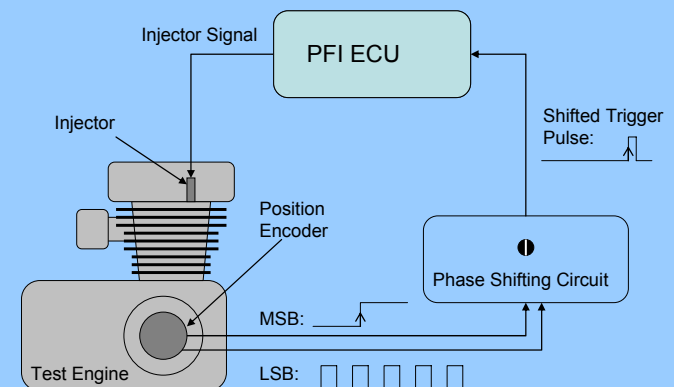 Injector Signal
PFI ECU
Shifted Trigger
Pulse:
Injector
Position
Encoder
Phase Shifting Circuit
MSB:
Test Engine
LSB: